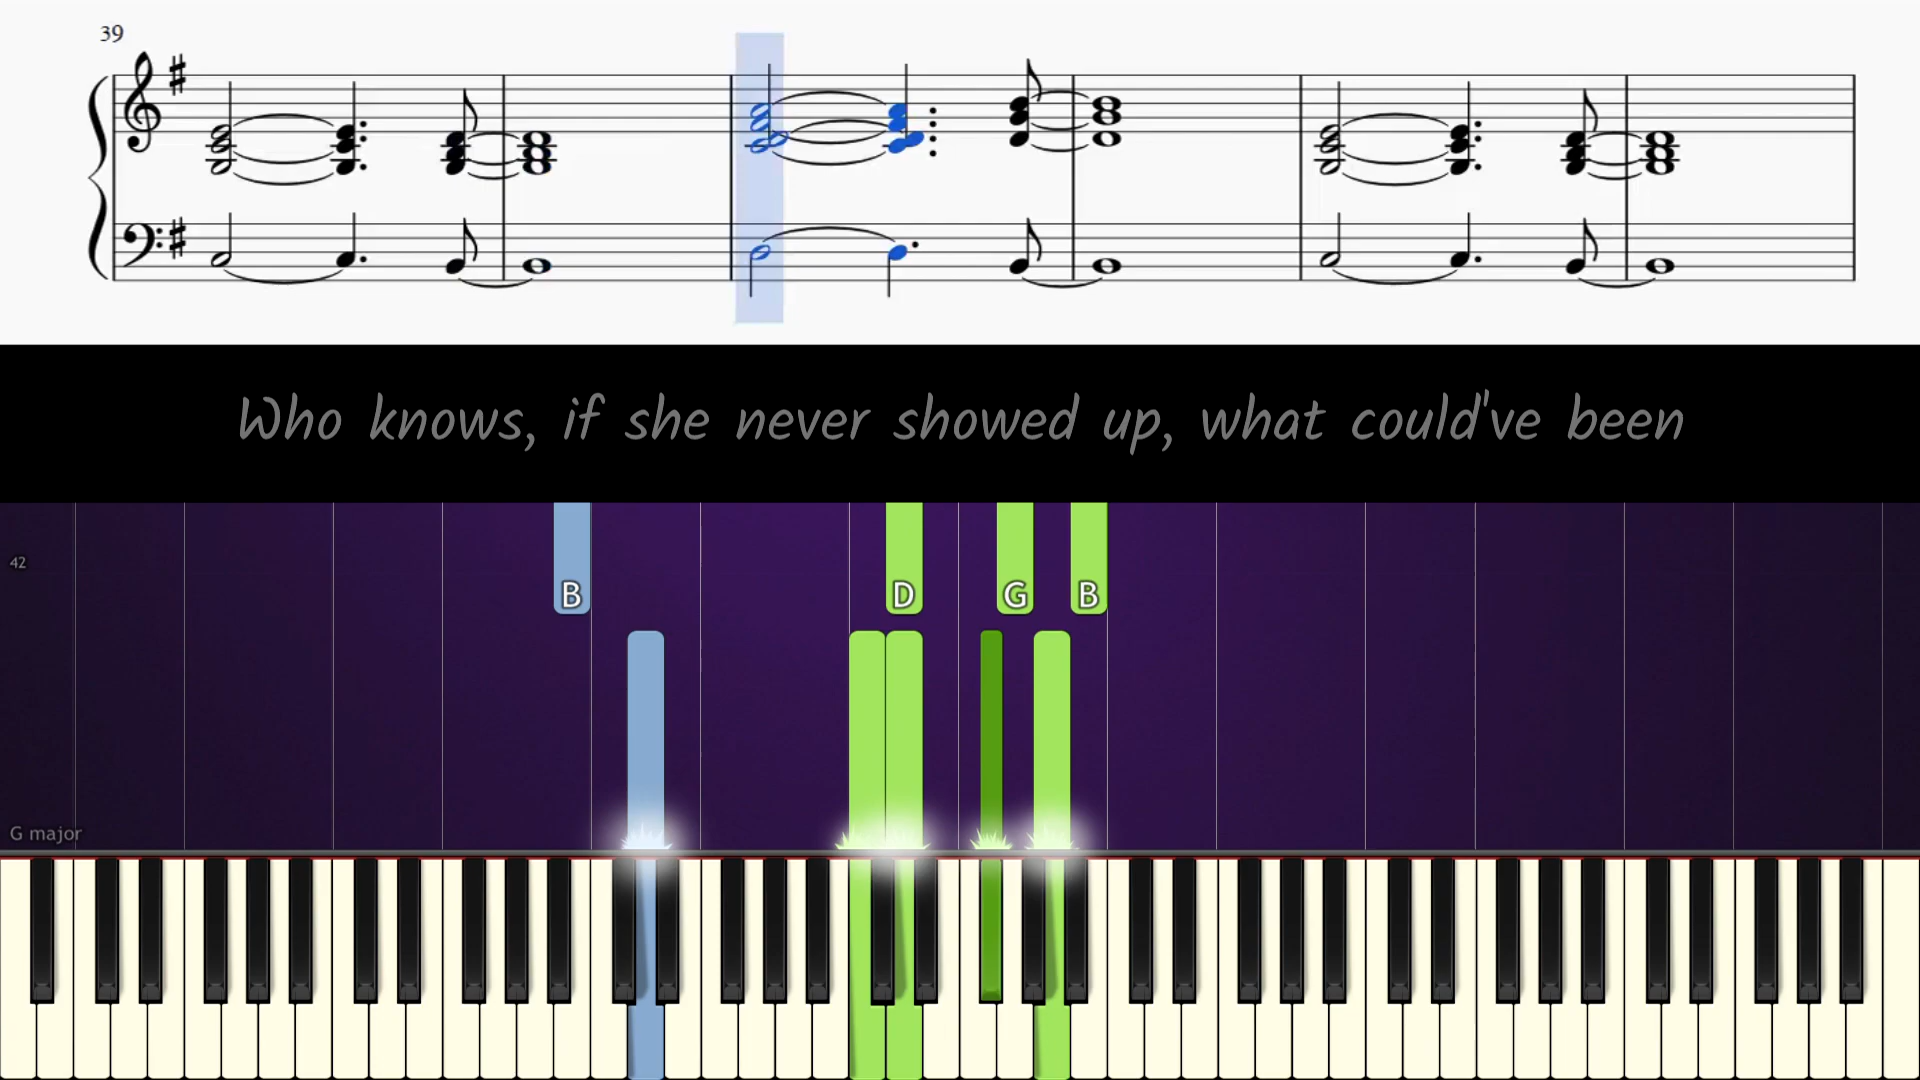 39
Who knows, if she never showed up, what could've been
42
B D G B
G major